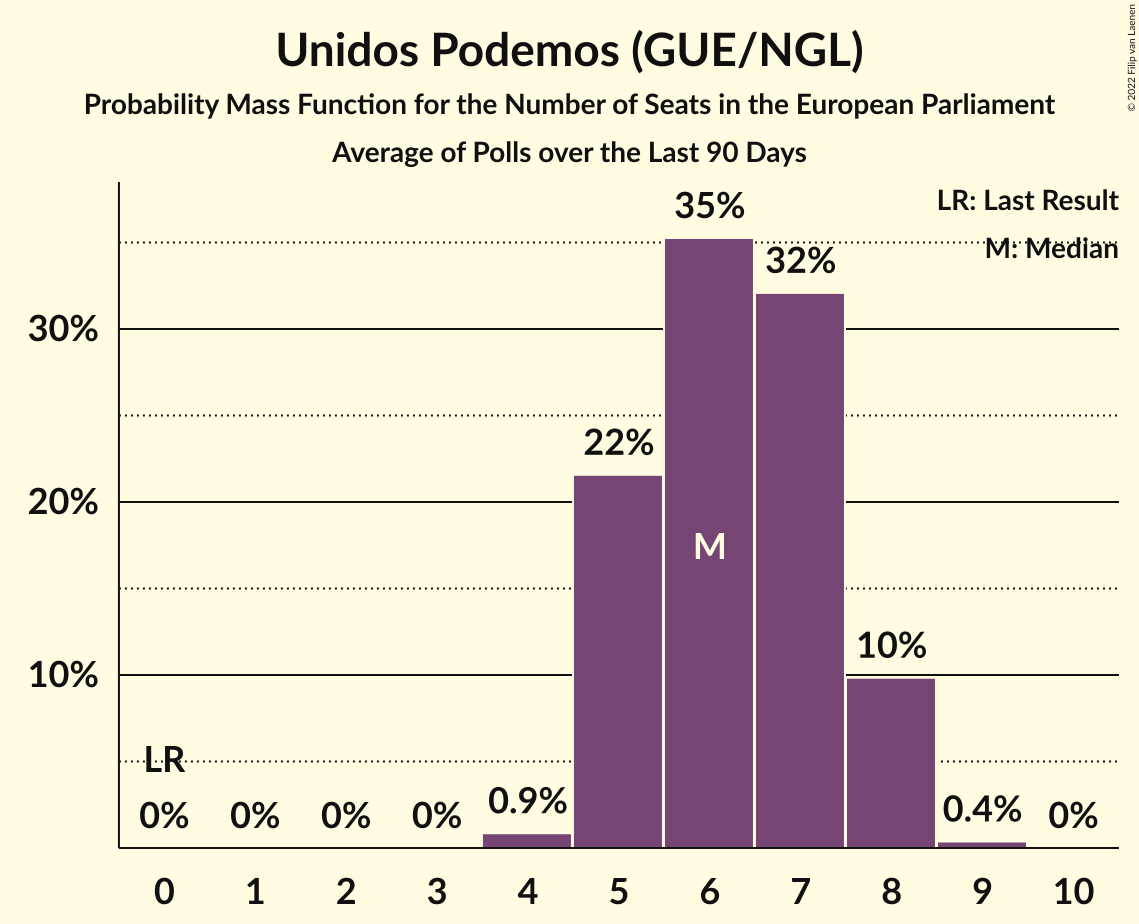 Unidos Podemos (GUE/NGL)
Probability Mass Function for the Number of Seats in the European Parliament
Average of Polls over the Last 90 Days
© 2022 Filip van Laenen
LR: Last Result
M: Median
35%
32%
30%
22%
20%
M
10%
10%
LR
0%
0%
0%
0%
0.9%
0.4%
0%
0 1 2 3 4 5 6 7 8 9 10